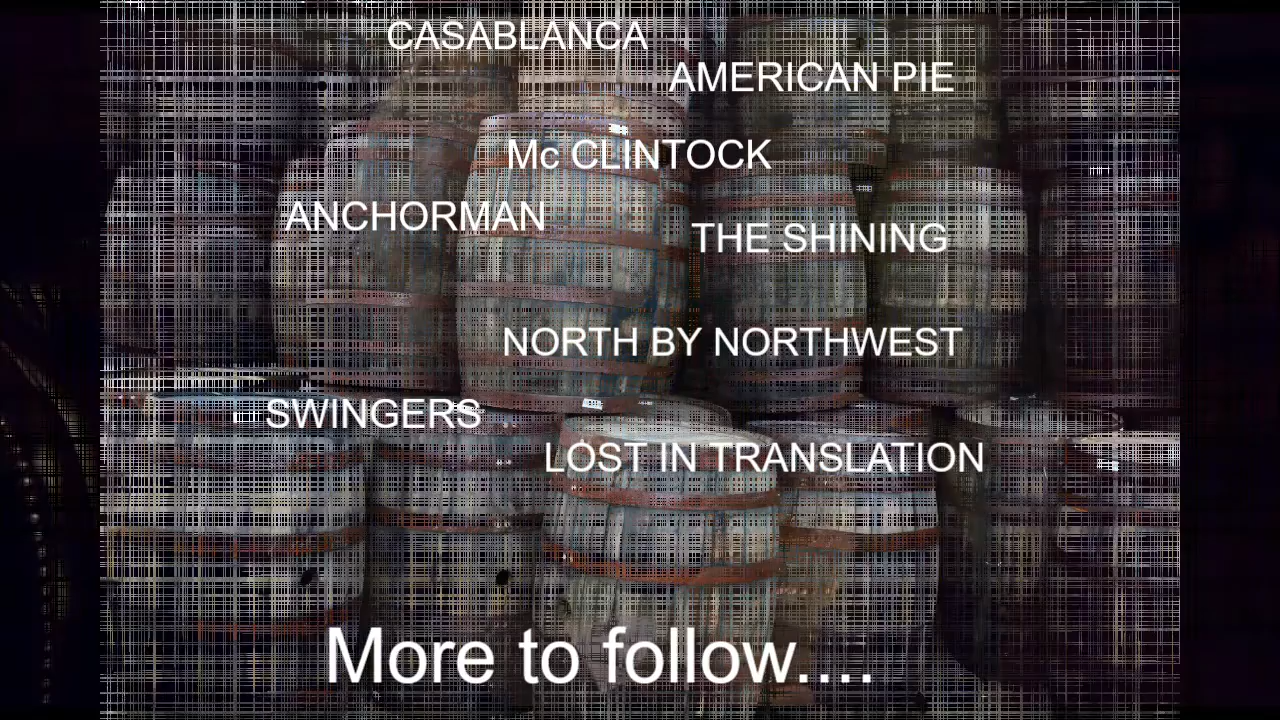 CASABLANCA
AMERICAN PIE
Mc CLINTOCK
ANCHORMAN
THE SHINING
NORTH BY NORTHWEST
SWINGERS
LOST IN TRANSLATION
More to follow....